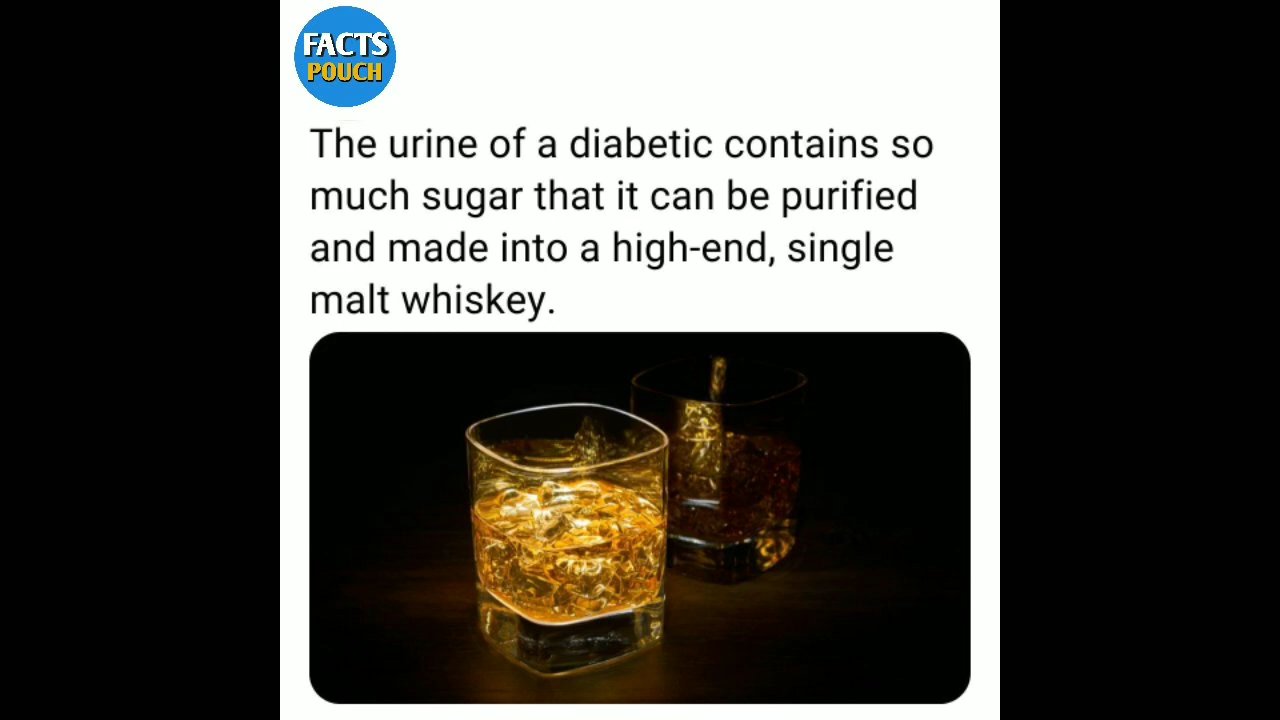 FACTS
POUCH
The urine of a diabetic contains so
much sugar that it can be purified
and made into a high-end, single
malt whiskey.